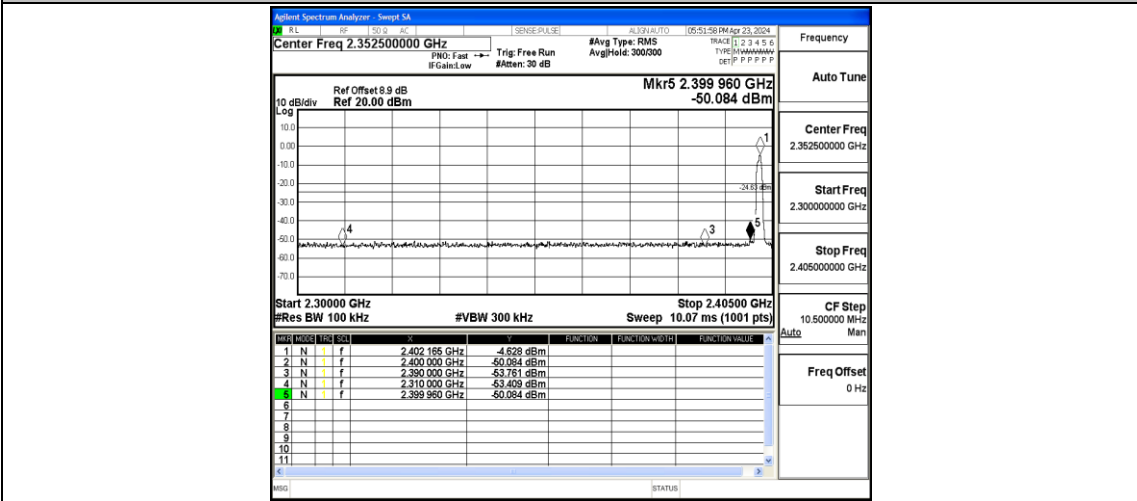 Agilent Spectrum Analyzer - Swept SA
RL RF 50 Ω AC SENSE:PULSE ALIGN AUTO 05:51:58 PM Apr 23, 2024
Center Freq 2.352500000 GHz
PNO: Fast
IFGain:Low
Trig: Free Run
#Atten: 30 dB
#Avg Type: RMS
Avg|Hold: 300/300
TRACE 1 2 3 4 5 6
TYPE M
DET P P P P P P
Frequency
Mkr5 2.399 960 GHz
-50.084 dBm
Ref Offset 8.9 dB
10 dB/div Ref 20.00 dBm
Log
10.0
0.00
-10.0
-20.0
-30.0
-40.0
-50.0
-60.0
-70.0
1
-24.63 dBm
4
3
5
Start 2.30000 GHz Stop 2.40500 GHz
#Res BW 100 kHz #VBW 300 kHz Sweep 10.07 ms (1001 pts)
MKR MODE TRC SCL X Y FUNCTION FUNCTION WIDTH FUNCTION VALUE
1 N 1 f 2.402 165 GHz -4.628 dBm
2 N 1 f 2.400 000 GHz -50.084 dBm
3 N 1 f 2.390 000 GHz -53.761 dBm
4 N 1 f 2.310 000 GHz -53.409 dBm
5 N 1 f 2.399 960 GHz -50.084 dBm
6
7
8
9
10
11
MSG STATUS
Auto Tune
Center Freq
2.352500000 GHz
Start Freq
2.300000000 GHz
Stop Freq
2.405000000 GHz
CF Step
10.500000 MHz
Auto Man
Freq Offset
0 Hz